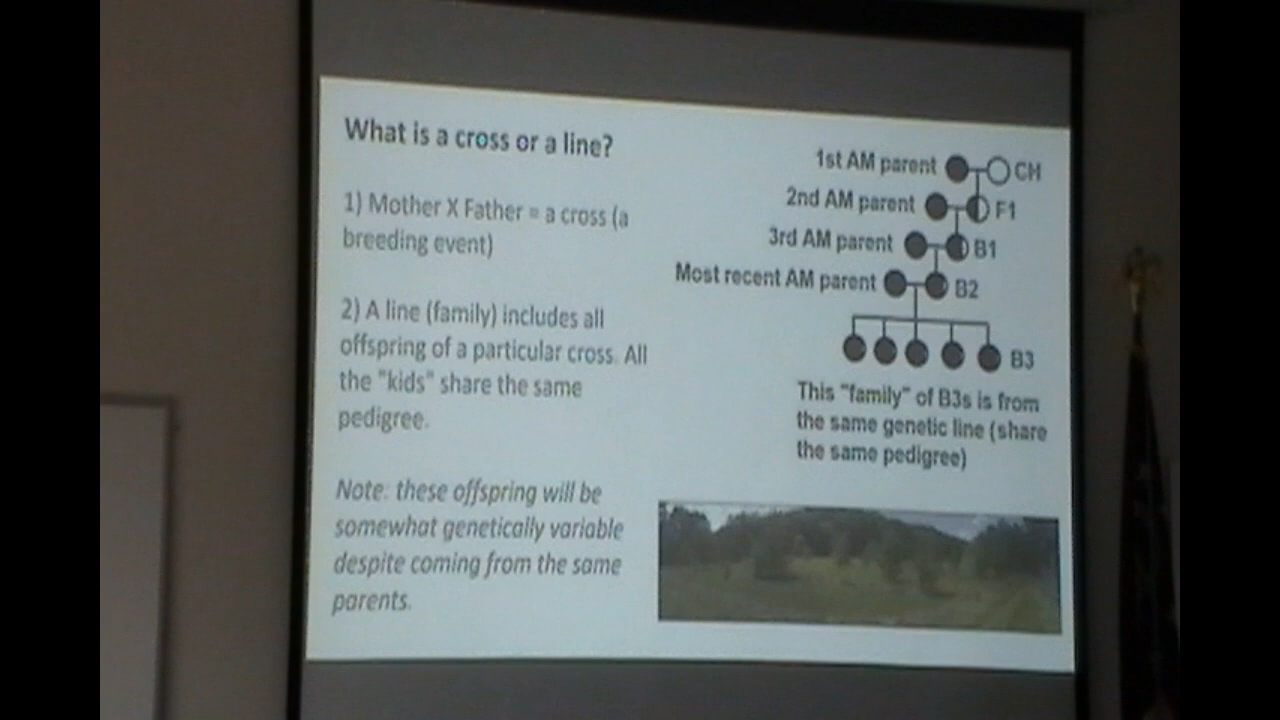 What is a cross or a line?
1) Mother X Father = a cross (a
breeding event)
2) A line (family) includes all
offspring of a particular cross. All
the "kids" share the same
pedigree.
Note: these offspring will be
somewhat genetically variable
despite coming from the same
parents.
1st AM parent CH
2nd AM parent F1
3rd AM parent B1
Most recent AM parent B2
B3
This "family" of B3s is from
the same genetic line (share
the same pedigree)